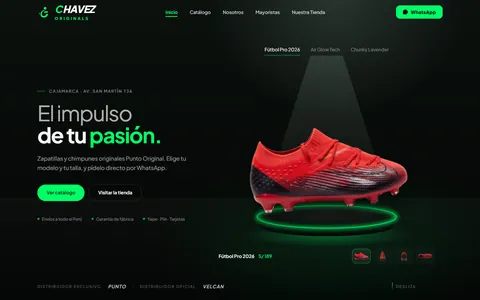 CHAVEZ
ORIGINALS
Inicio
Catálogo
Nosotros
Mayoristas
Nuestra Tienda
WhatsApp
Fútbol Pro 2026
Air Glow Tech
Chunky Lavender
CAJAMARCA · AV. SAN MARTÍN 736
El impulso
de tu pasión.
Zapatillas y chimpunes originales Punto Original. Elige tu
modelo y tu talla, y pídelo directo por WhatsApp.
Ver catálogo
Visitar la tienda
Envíos a todo el Perú
Garantía de fábrica
Yape · Plin · Tarjetas
Fútbol Pro 2026
S/ 189
DISTRIBUIDOR EXCLUSIVO
PUNTO
DISTRIBUIDOR OFICIAL
VELCAN
DESLIZA